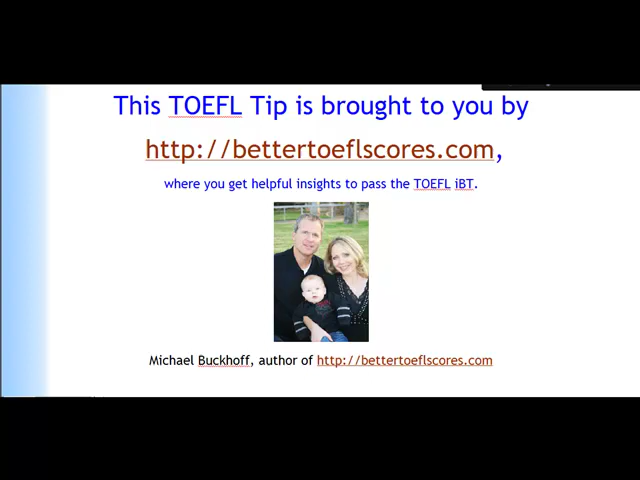 This TOEFL Tip is brought to you by
http://bettertoeflscores.com,
where you get helpful insights to pass the TOEFL iBT.
Michael Buckhoff, author of http://bettertoeflscores.com